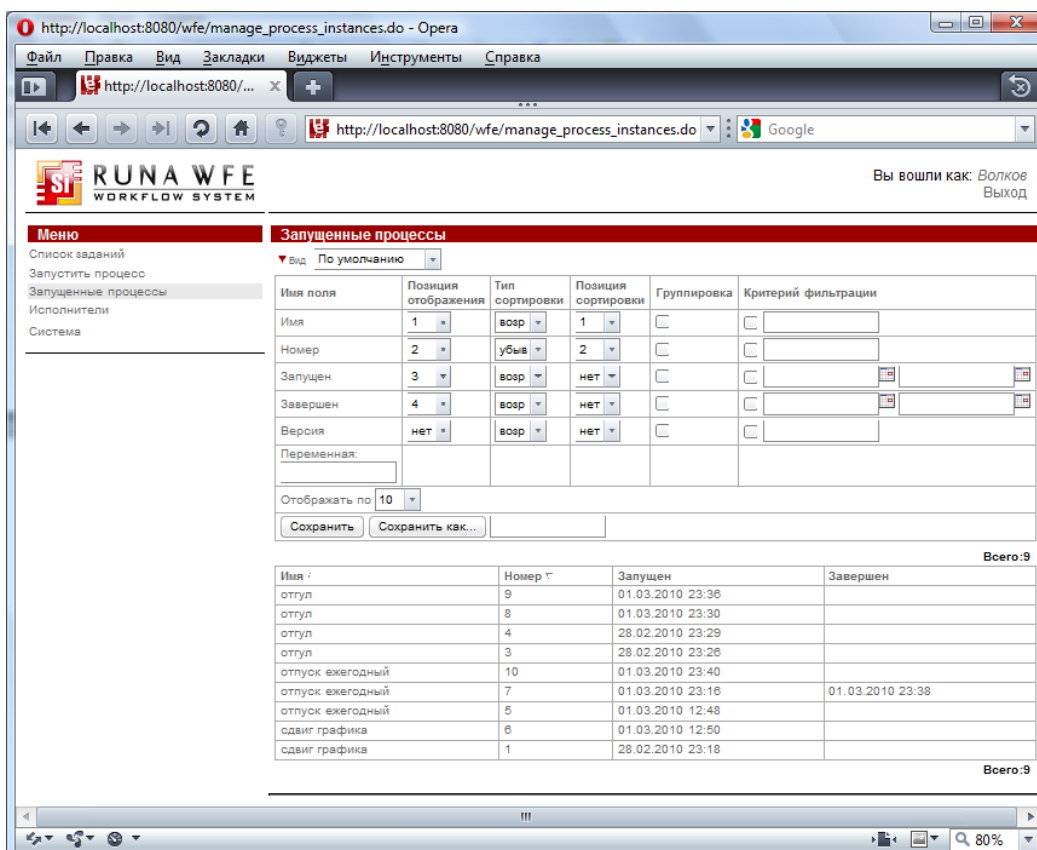 http://localhost:8080/wfe/manage_process_instances.do - Opera
Файл Правка Вид Закладки Виджеты Инструменты Справка
http://localhost:8080/...
http://localhost:8080/wfe/manage_process_instances.do Google
RUNA WFE
WORKFLOW SYSTEM
Вы вошли как: Волков
Выход
Меню
Список заданий
Запустить процесс
Запущенные процессы
Исполнители
Система
Запущенные процессы
Вид По умолчанию
Имя поля Позиция отображения Тип сортировки Позиция сортировки Группировка Критерий фильтрации
Имя 1 возр 1
Номер 2 убыв 2
Запущен 3 возр нет
Завершен 4 возр нет
Версия нет возр нет
Переменная:
Отображать по 10
Сохранить Сохранить как...
Всего:9
Имя Номер Запущен Завершен
отгул 9 01.03.2010 23:36
отгул 8 01.03.2010 23:30
отгул 4 28.02.2010 23:29
отгул 3 28.02.2010 23:26
отпуск ежегодный 10 01.03.2010 23:40
отпуск ежегодный 7 01.03.2010 23:16 01.03.2010 23:38
отпуск ежегодный 5 01.03.2010 12:48
сдвиг графика 6 01.03.2010 12:50
сдвиг графика 1 28.02.2010 23:18
Всего:9
80%